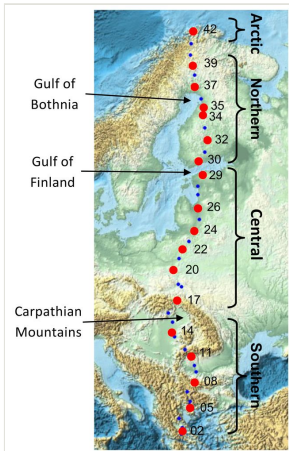 Arctic
42
39
Northern
37
Gulf of
Bothnia
35
34
32
30
Gulf of
Finland
29
26
Central
24
22
20
17
Carpathian
Mountains
14
Southern
11
08
05
02